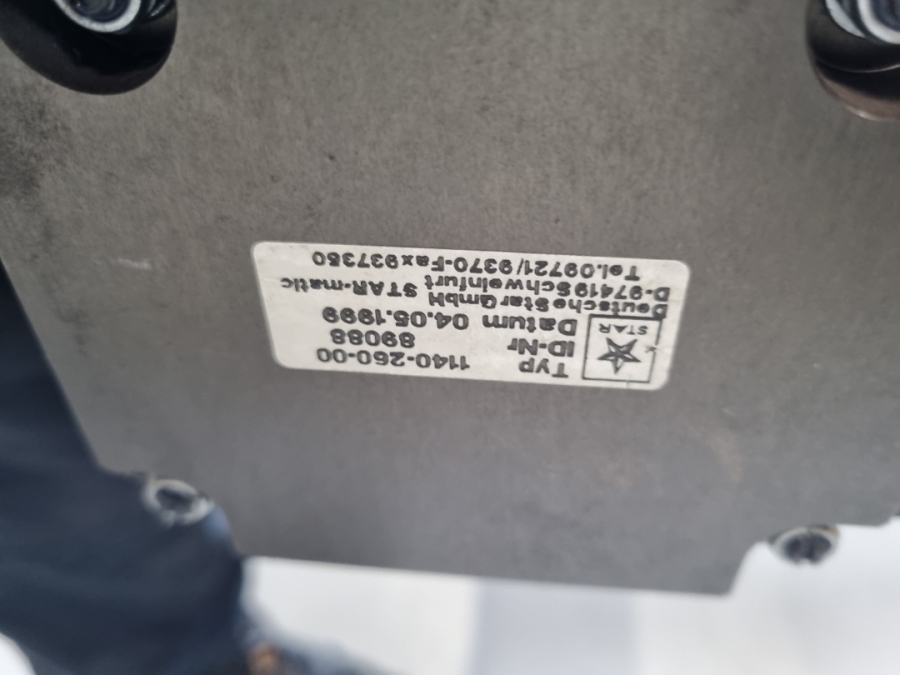 STAR
Typ 1140-260-00
ID-Nr 89088
Datum 04.05.1999
Deutsche Star GmbH
D-97419 Schweinfurt STAR-matic
Tel.09721/9370-Fax937350